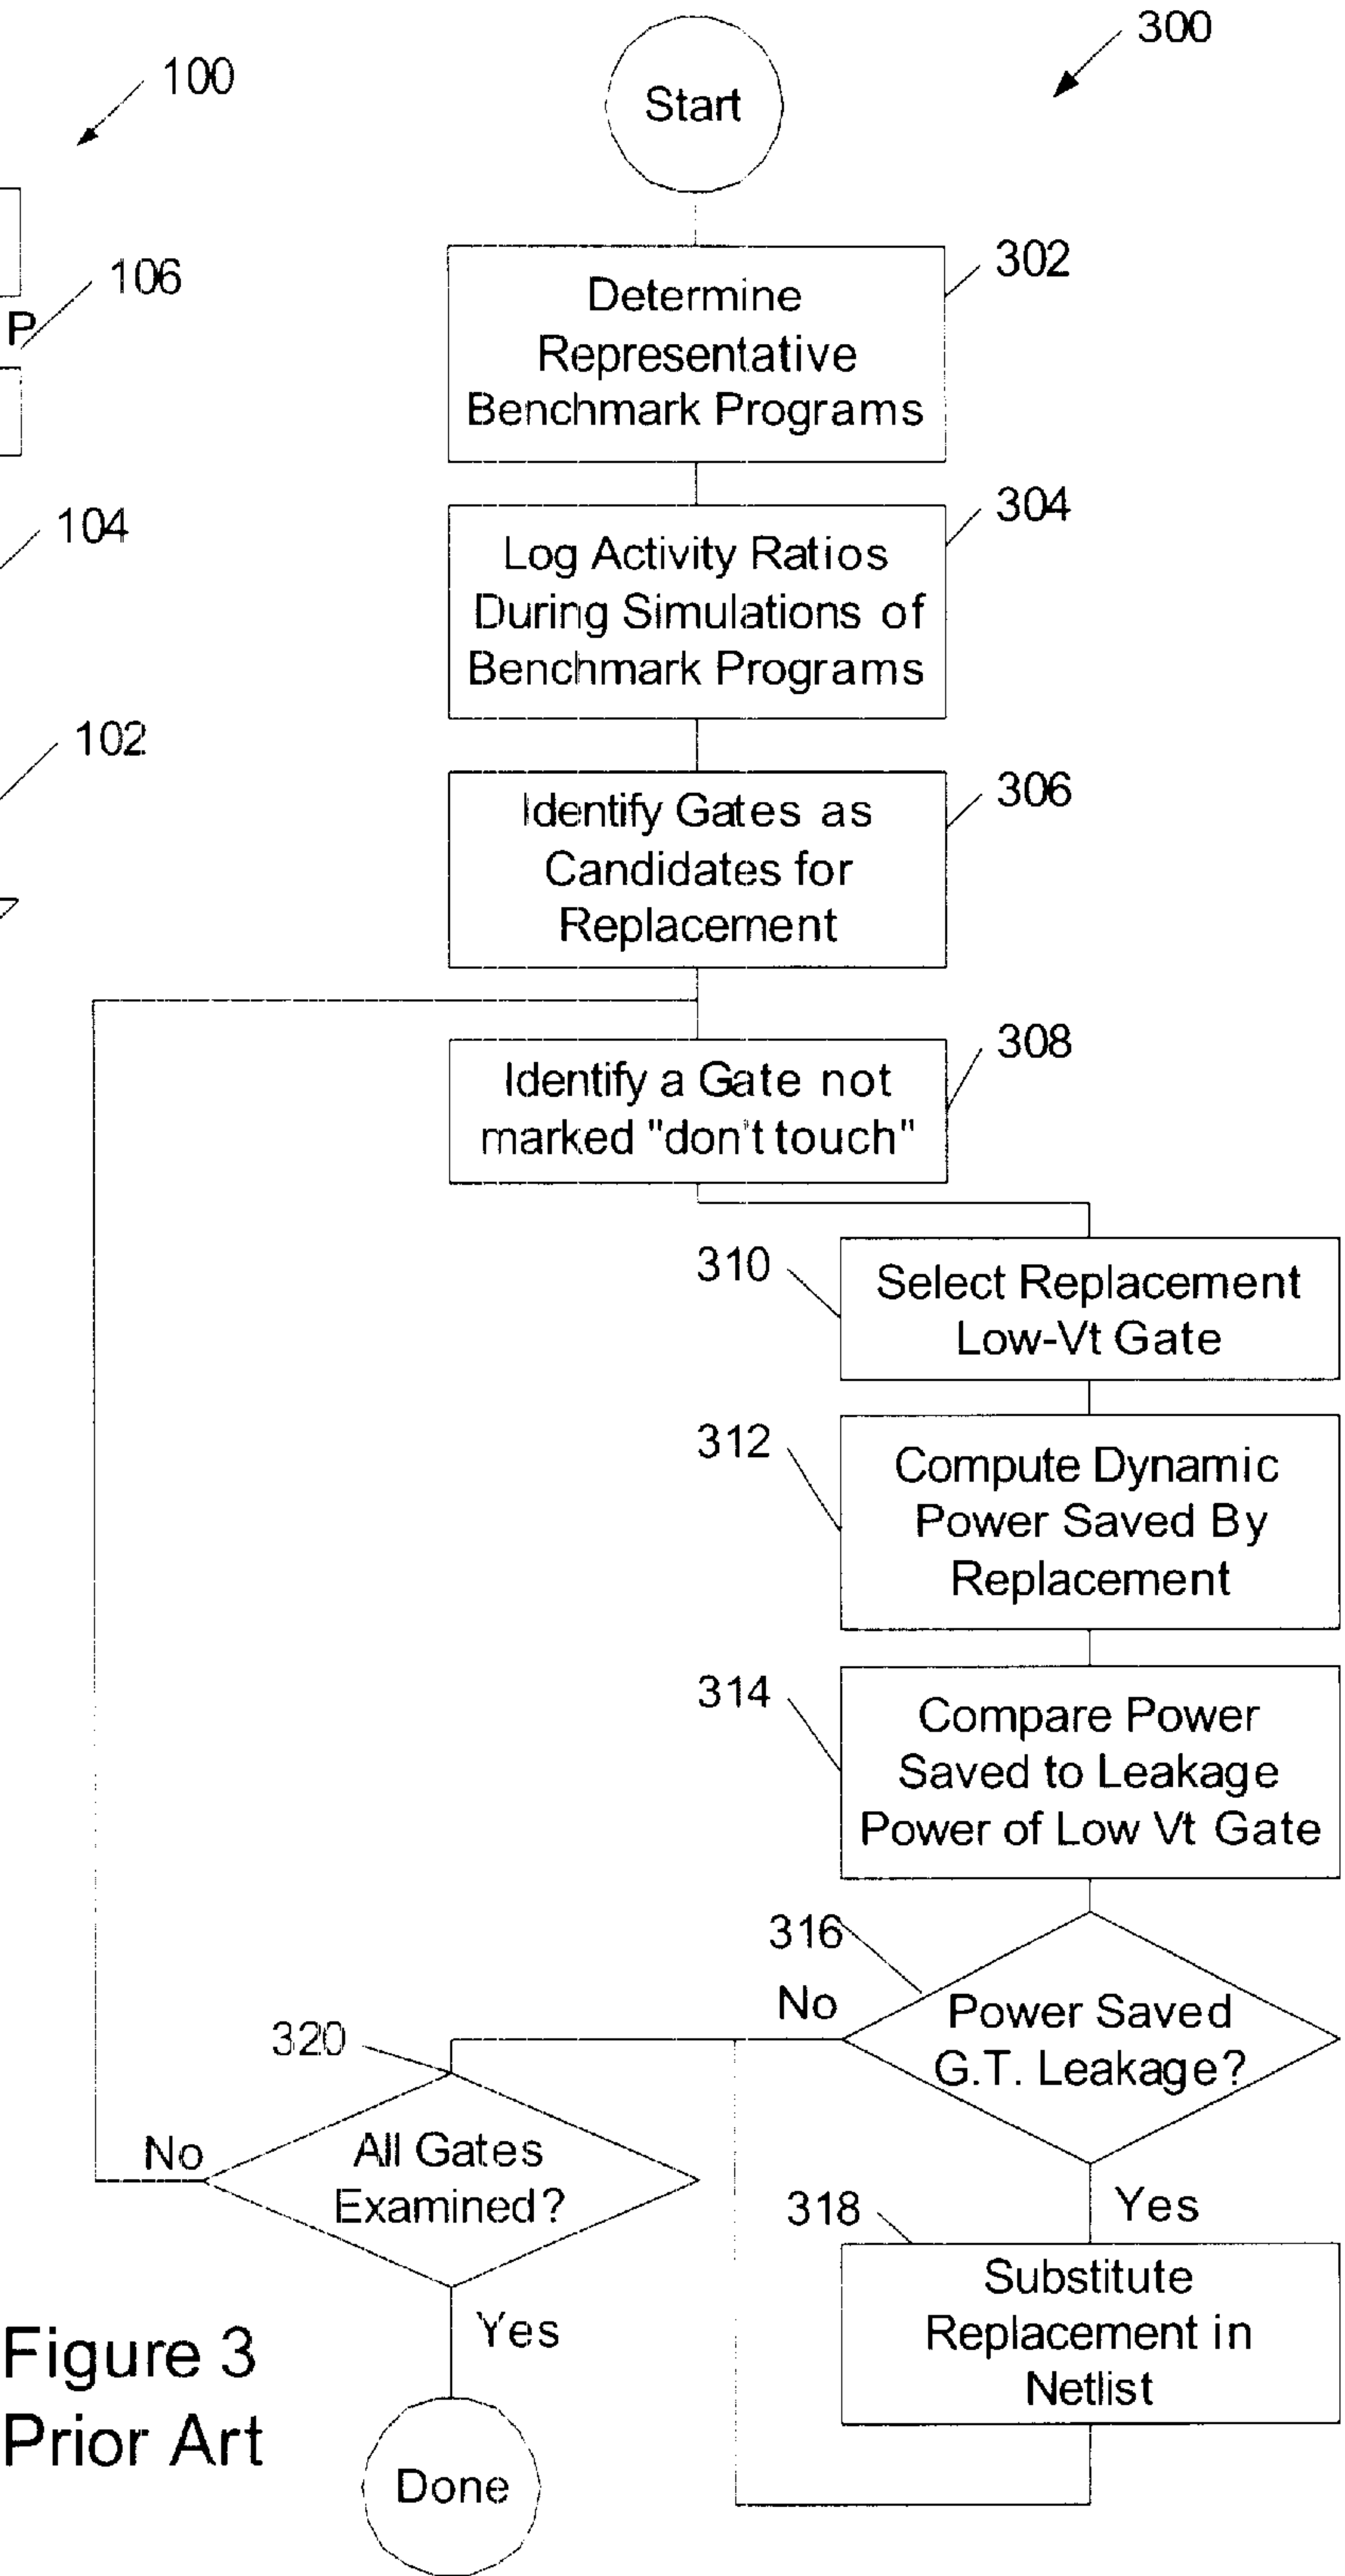 300
100
Start
106
P
104
102
302
Determine
Representative
Benchmark Programs
304
Log Activity Ratios
During Simulations of
Benchmark Programs
306
Identify Gates as
Candidates for
Replacement
308
Identify a Gate not
marked "don't touch"
310
Select Replacement
Low-Vt Gate
312
Compute Dynamic
Power Saved By
Replacement
314
Compare Power
Saved to Leakage
Power of Low Vt Gate
316
No
Power Saved
G.T. Leakage?
320
No
All Gates
Examined?
Yes
318
Yes
Substitute
Replacement in
Netlist
Done
Figure 3
Prior Art